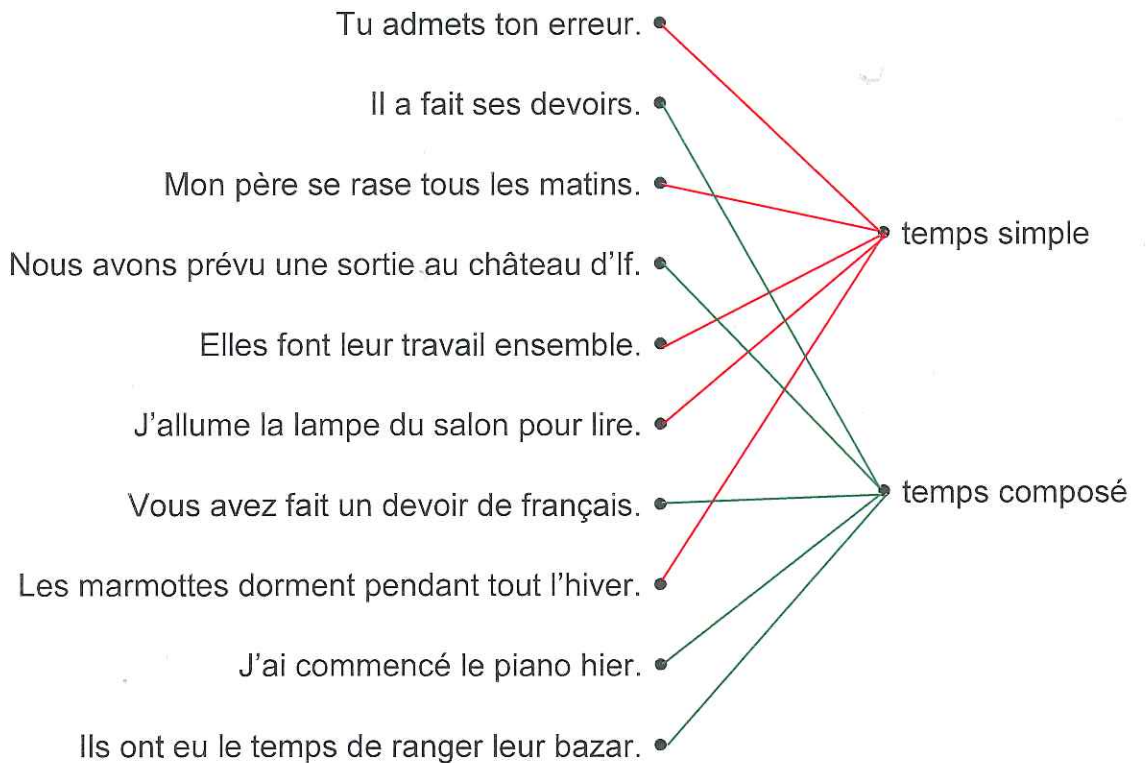 Tu admets ton erreur.
Il a fait ses devoirs.
Mon père se rase tous les matins.
temps simple
Nous avons prévu une sortie au château d'If.
Elles font leur travail ensemble.
J'allume la lampe du salon pour lire.
temps composé
Vous avez fait un devoir de français.
Les marmottes dorment pendant tout l'hiver.
J'ai commencé le piano hier.
Ils ont eu le temps de ranger leur bazar.